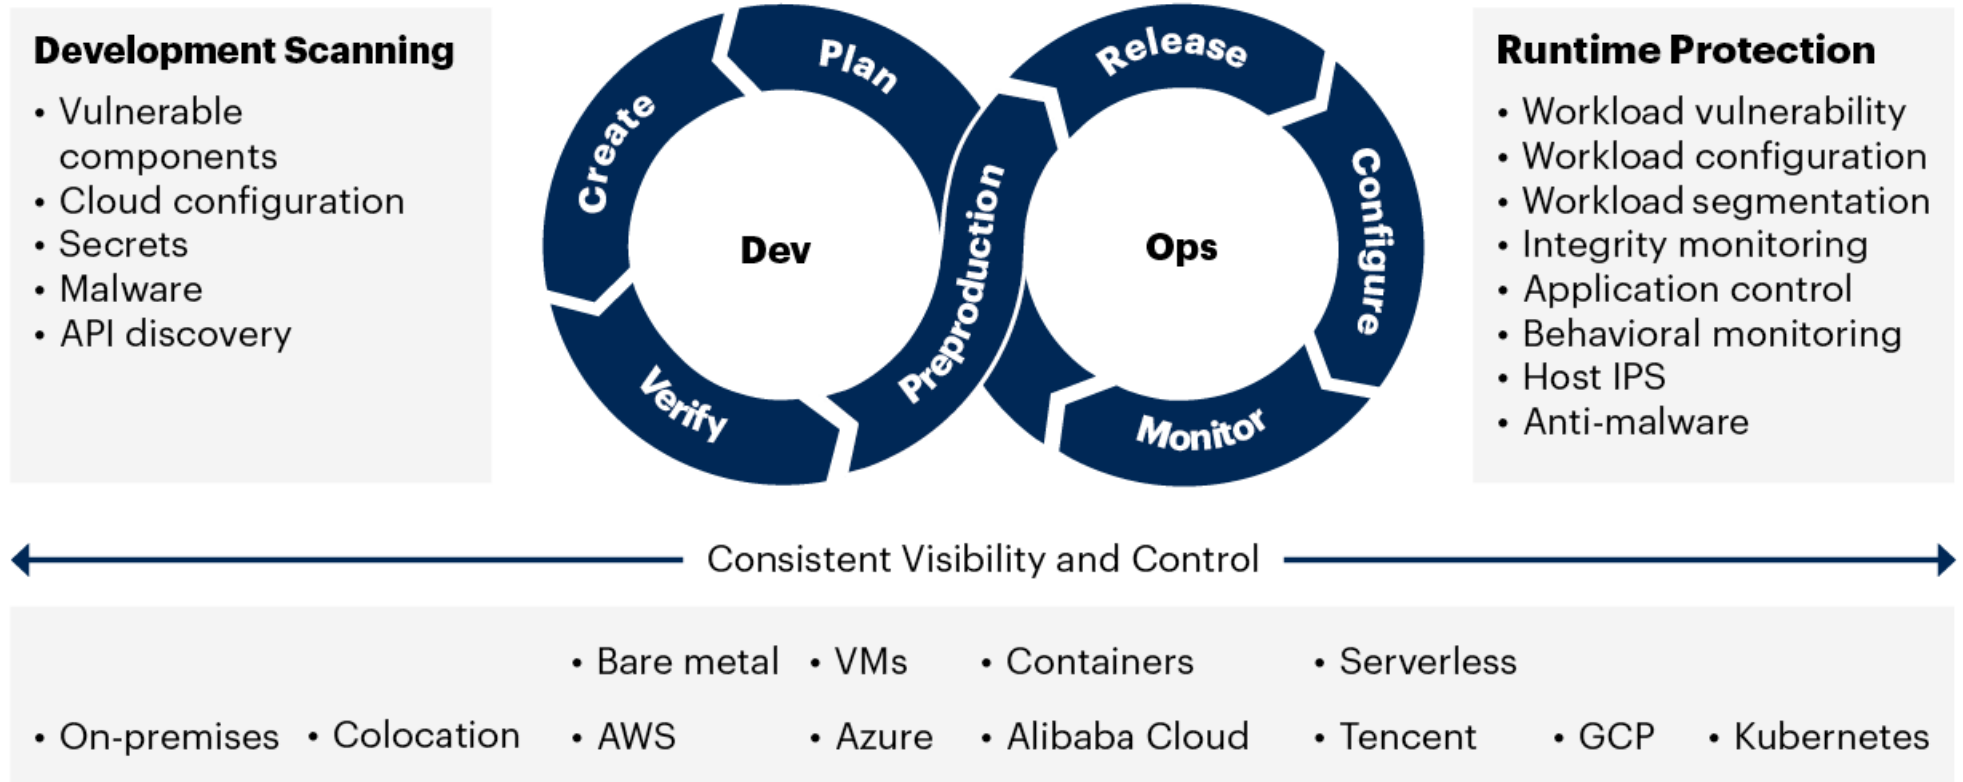 Development Scanning
• Vulnerable
components
• Cloud configuration
• Secrets
• Malware
• API discovery
Plan
Create
Dev
Verify
Preproduction
Release
Ops
Configure
Monitor
Runtime Protection
• Workload vulnerability
• Workload configuration
• Workload segmentation
• Integrity monitoring
• Application control
• Behavioral monitoring
• Host IPS
• Anti-malware
Consistent Visibility and Control
• Bare metal • VMs • Containers • Serverless
• On-premises • Colocation • AWS • Azure • Alibaba Cloud • Tencent • GCP • Kubernetes